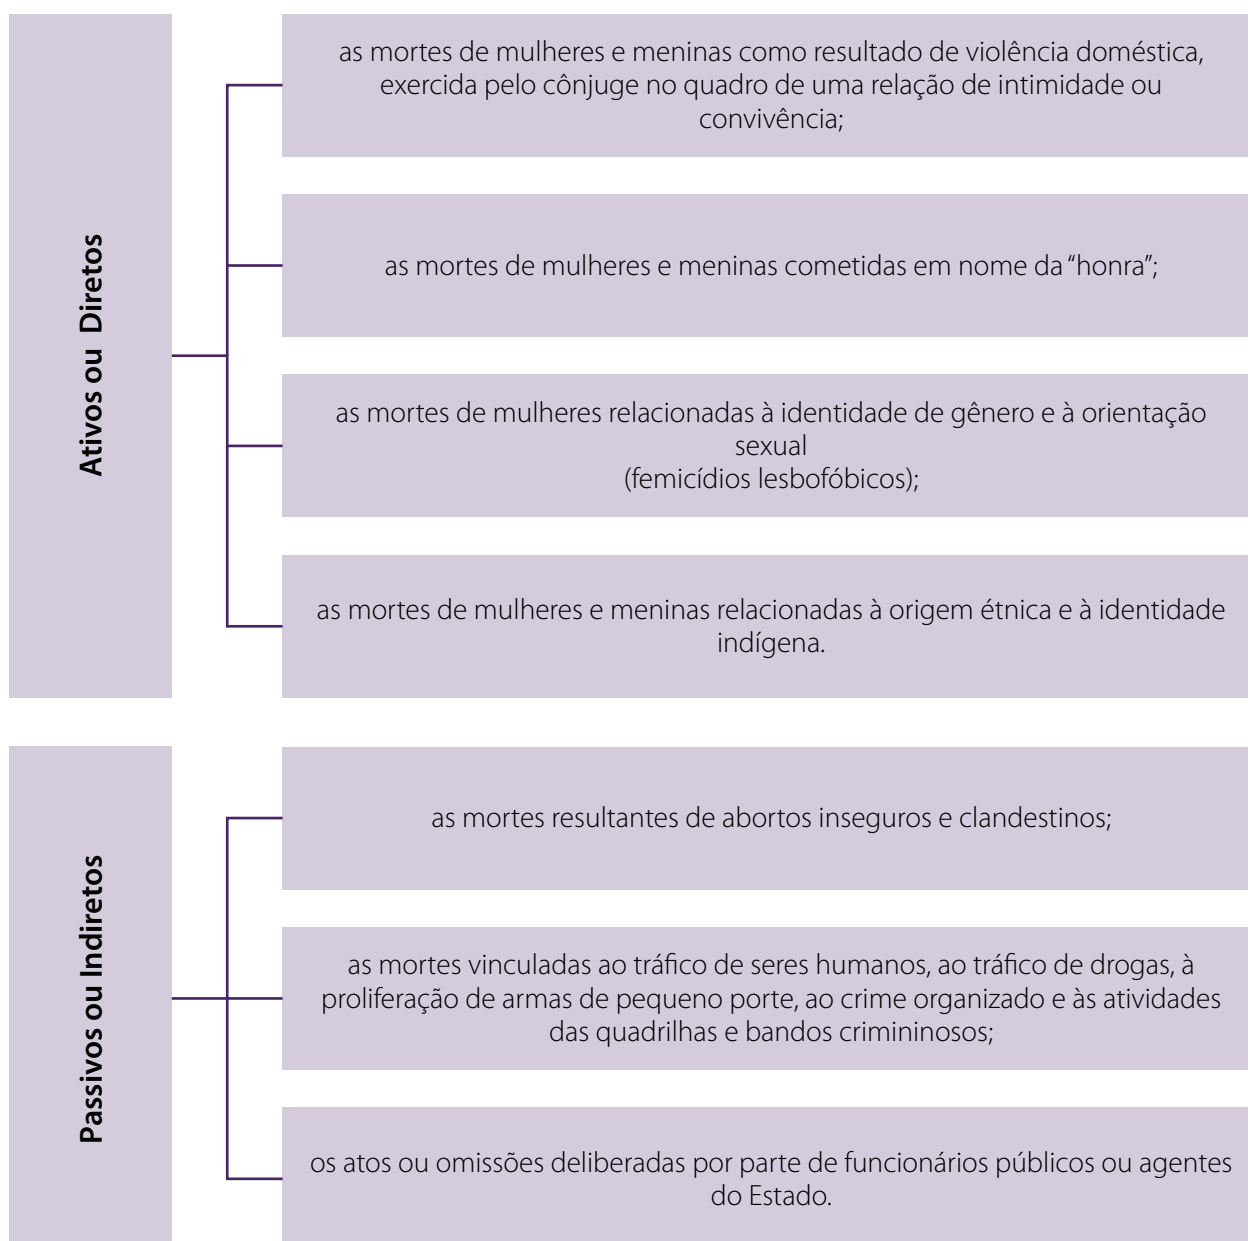 Ativos ou Diretos
as mortes de mulheres e meninas como resultado de violência doméstica,
exercida pelo cônjuge no quadro de uma relação de intimidade ou
convivência;
as mortes de mulheres e meninas cometidas em nome da “honra”;
as mortes de mulheres relacionadas à identidade de gênero e à orientação
sexual
(femicídios lesbofóbicos);
as mortes de mulheres e meninas relacionadas à origem étnica e à identidade
indígena.
Passivos ou Indiretos
as mortes resultantes de abortos inseguros e clandestinos;
as mortes vinculadas ao tráfico de seres humanos, ao tráfico de drogas, à
proliferação de armas de pequeno porte, ao crime organizado e às atividades
das quadrilhas e bandos crimininosos;
os atos ou omissões deliberadas por parte de funcionários públicos ou agentes
do Estado.